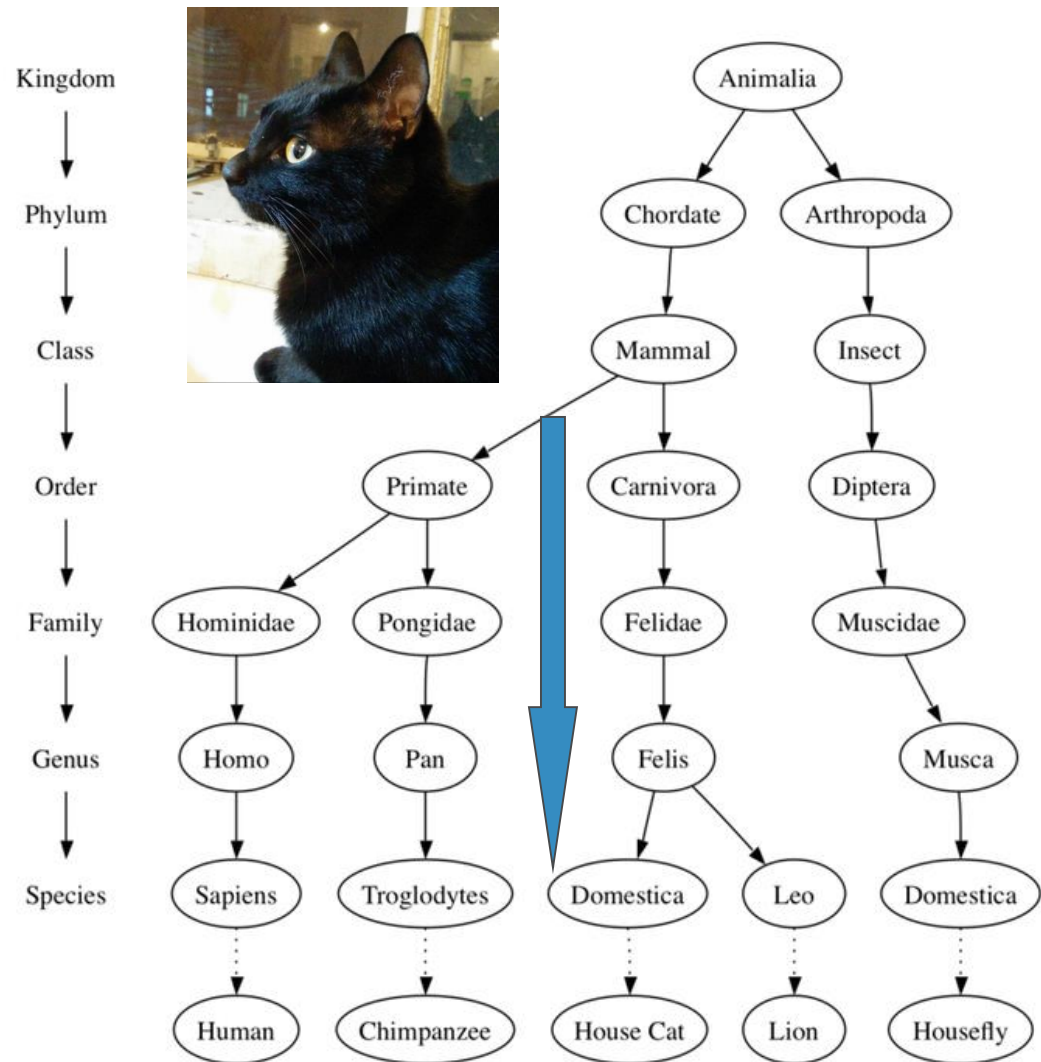 Kingdom
Animalia
Phylum
Chordate Arthropoda
Class
Mammal Insect
Order
Primate Carnivora Diptera
Family
Hominidae Pongidae Felidae Muscidae
Genus
Homo Pan Felis Musca
Species
Sapiens Troglodytes Domestica Leo Domestica
Human Chimpanzee House Cat Lion Housefly